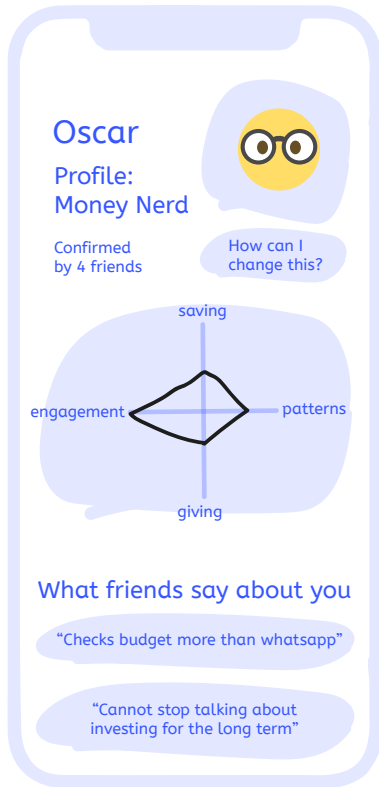 Oscar
Profile:
Money Nerd
Confirmed
by 4 friends
How can I
change this?
saving
engagement
patterns
giving
What friends say about you
“Checks budget more than whatsapp”
“Cannot stop talking about
investing for the long term”